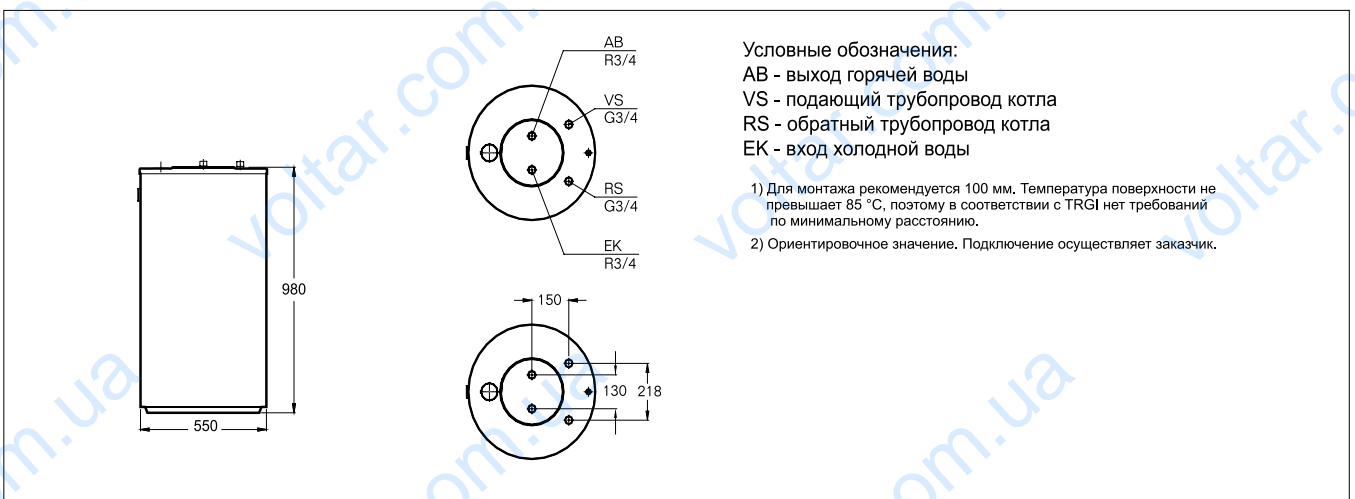 AB
R3/4
VS
G3/4
RS
G3/4
EK
R3/4
980
550
150
130 218
Условные обозначения:
AB - выход горячей воды
VS - подающий трубопровод котла
RS - обратный трубопровод котла
EK - вход холодной воды
1) Для монтажа рекомендуется 100 мм. Температура поверхности не
превышает 85 °C, поэтому в соответствии с TRGI нет требований
по минимальному расстоянию.
2) Ориентировочное значение. Подключение осуществляет заказчик.
voltar.com.ua